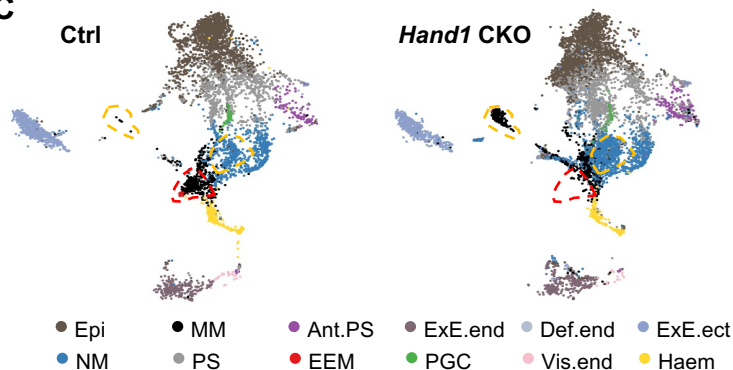 C
Ctrl Hand1 CKO
Epi MM Ant.PS ExE.end Def.end ExE.ect
NM PS EEM PGC Vis.end Haem